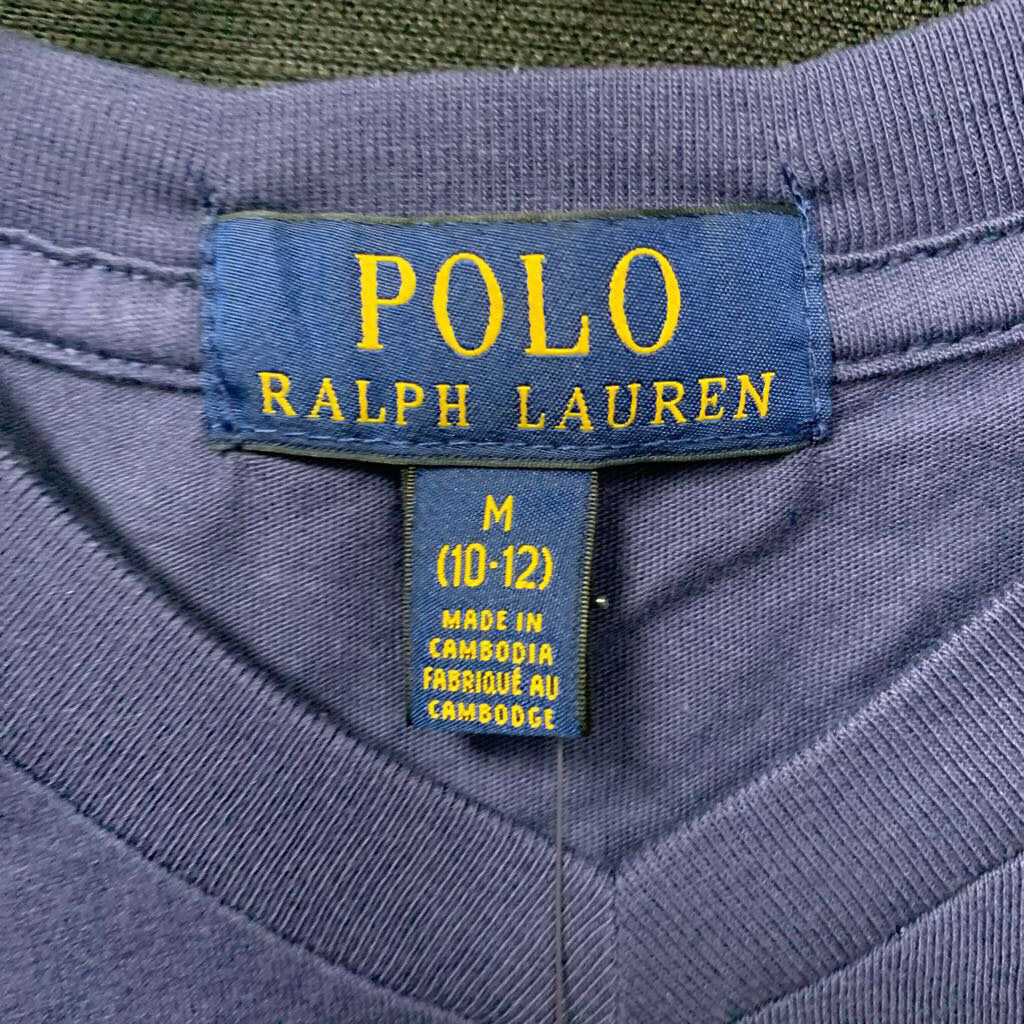 POLO
RALPH LAUREN
M
(10-12)
MADE IN
CAMBODIA
FABRIQUÉ AU
CAMBODGE